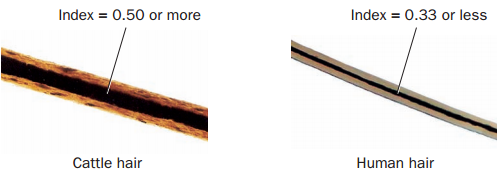 Index = 0.50 or more
Index = 0.33 or less
Cattle hair
Human hair